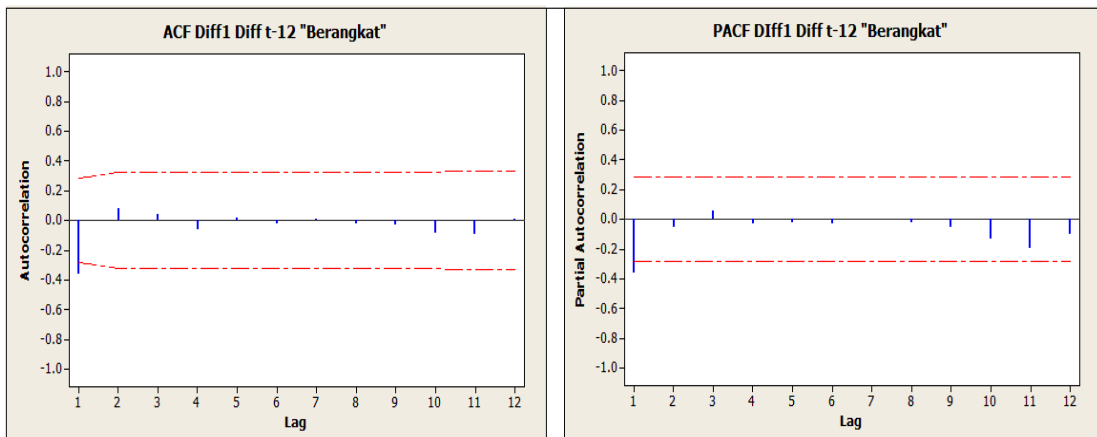 ACF Diff1 Diff t-12 "Berangkat"
Autocorrelation
1.0
0.8
0.6
0.4
0.2
0.0
-0.2
-0.4
-0.6
-0.8
-1.0
1 2 3 4 5 6 7 8 9 10 11 12
Lag
PACF DIff1 Diff t-12 "Berangkat"
Partial Autocorrelation
1.0
0.8
0.6
0.4
0.2
0.0
-0.2
-0.4
-0.6
-0.8
-1.0
1 2 3 4 5 6 7 8 9 10 11 12
Lag